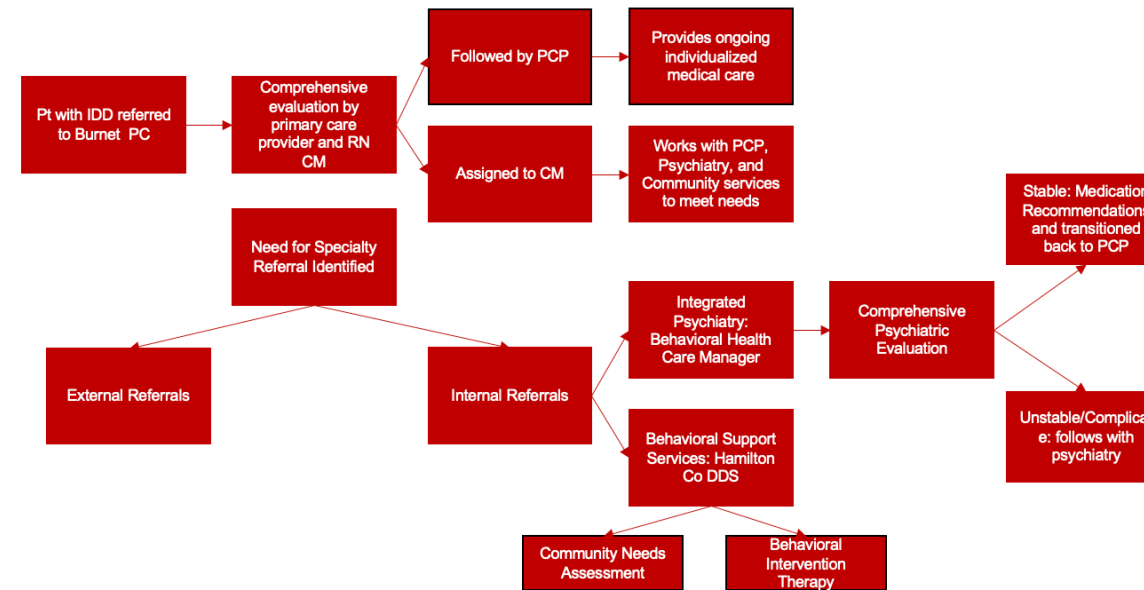 Pt with IDD referred
to Burnet  PC
Comprehensive
evaluation by
primary care
provider and RN
CM
Followed by PCP
Provides ongoing
individualized
medical care
Assigned to CM
Works with PCP,
Psychiatry, and
Community services
to meet needs
Need for Specialty
Referral Identified
External Referrals
Internal Referrals
Integrated
Psychiatry:
Behavioral Health
Care Manager
Comprehensive
Psychiatric
Evaluation
Stable: Medication
Recommendations
and transitioned
back to PCP
Unstable/Complica
e: follows with
psychiatry
Behavioral Support
Services: Hamilton
Co DDS
Community Needs
Assessment
Behavioral
Intervention
Therapy